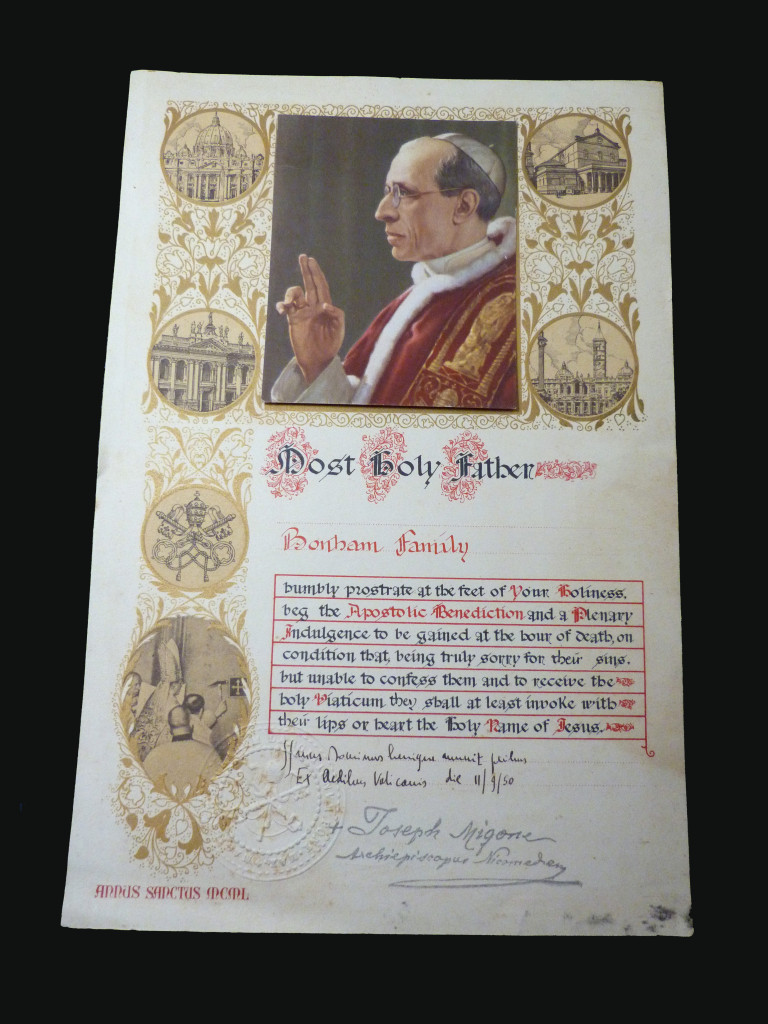 Most Holy Father
Bonham Family
humbly prostrate at the feet of Your Holiness,
beg the Apostolic Benediction and a Plenary
Indulgence to be gained at the hour of death, on
condition that, being truly sorry for their sins,
but unable to confess them and to receive the
holy Viaticum they shall at least invoke with
their lips or heart the Holy Name of Jesus.
Dominus benigne annuit precibus
Ex Aedibus Vaticanis die 11/9/50
+ Joseph Migone
Archiepiscopus Nicomedien
ANNUS SANCTUS MCML